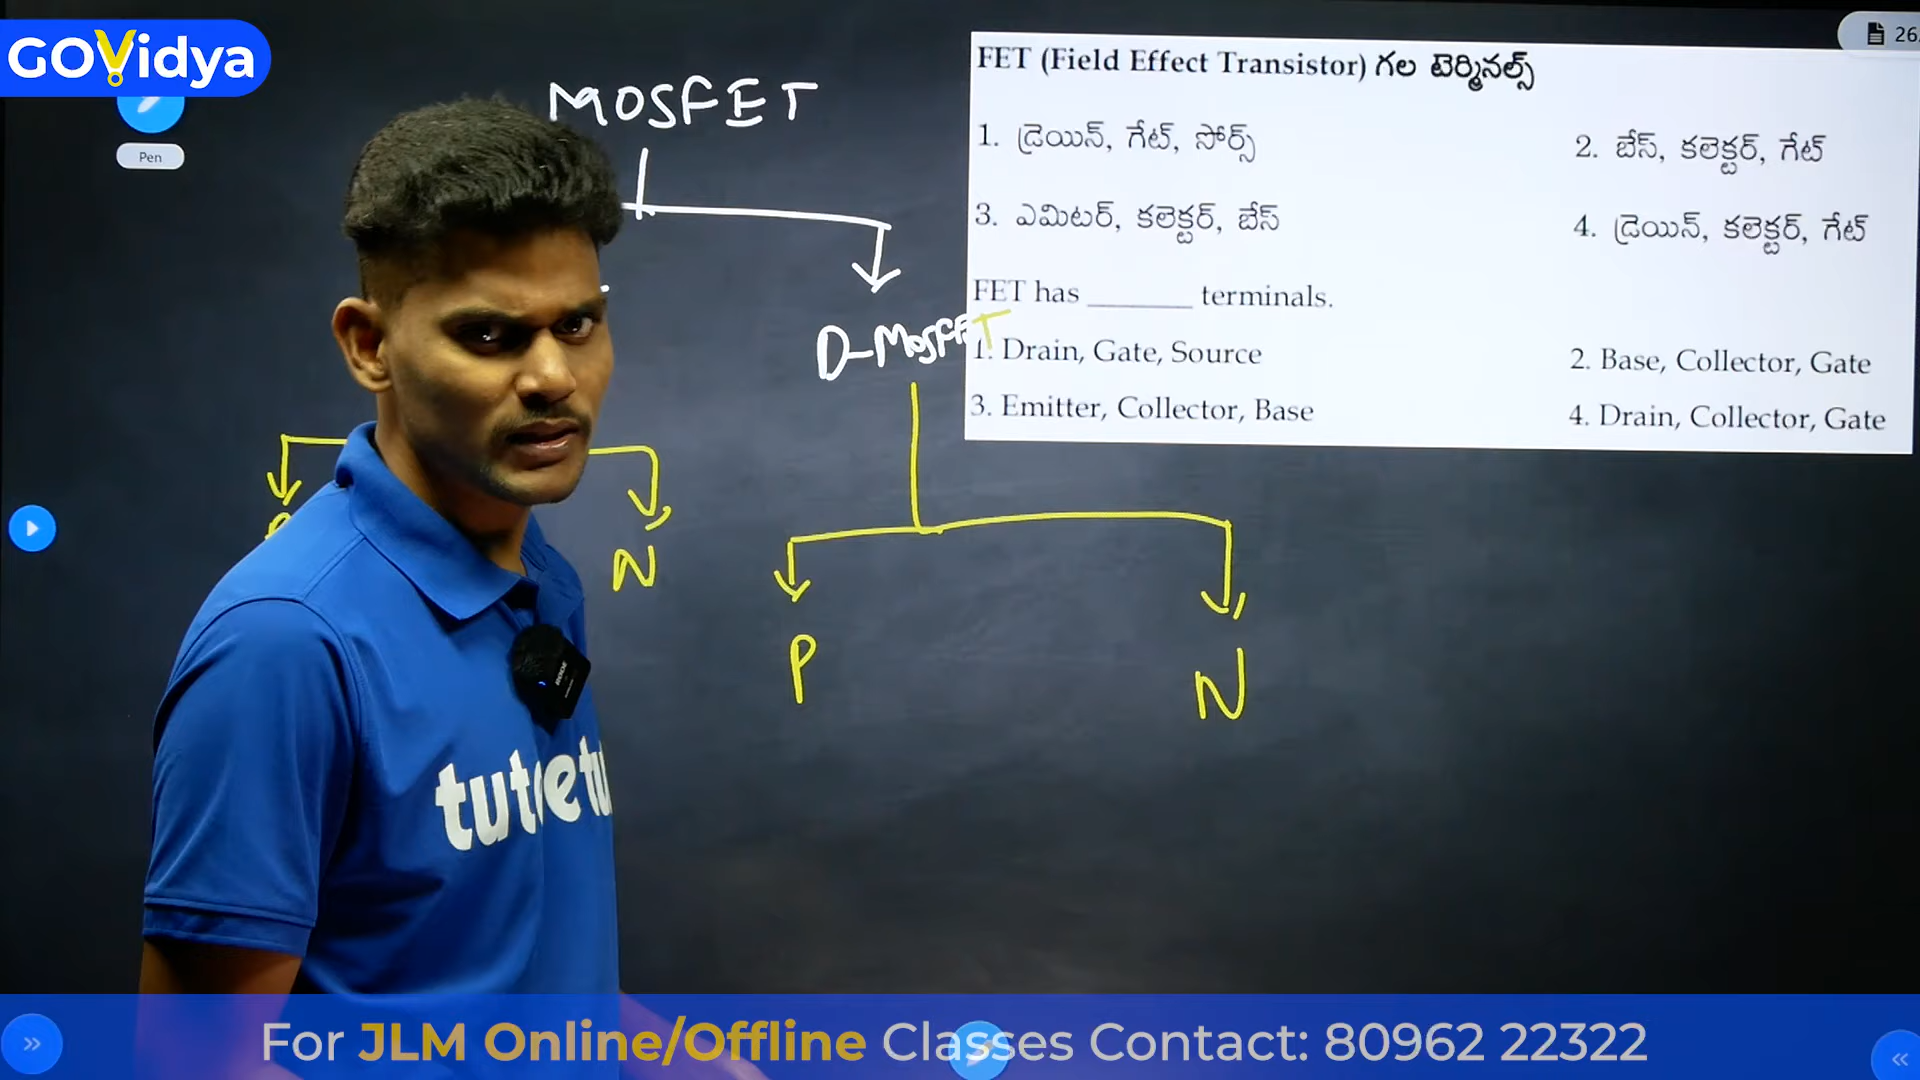 GOVidya
Pen
26
MOSFET
D-MOSFET
N
P
N
FET (Field Effect Transistor) గల టెర్మినల్స్
1. డ్రెయిన్, గేట్, సోర్స్
2. బేస్, కలెక్టర్, గేట్
3. ఎమిటర్, కలెక్టర్, బేస్
4. డ్రెయిన్, కలెక్టర్, గేట్
FET has ________ terminals.
1. Drain, Gate, Source
2. Base, Collector, Gate
3. Emitter, Collector, Base
4. Drain, Collector, Gate
For JLM Online/Offline Classes Contact: 80962 22322